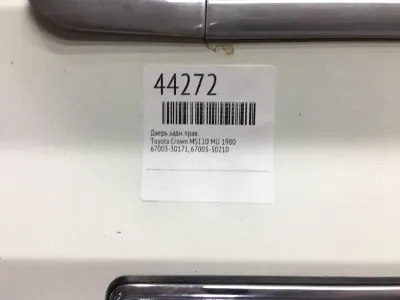 44272
Дверь задн. прав.
Toyota Crown MS110 MU 1980
67003-30171, 67003-30210